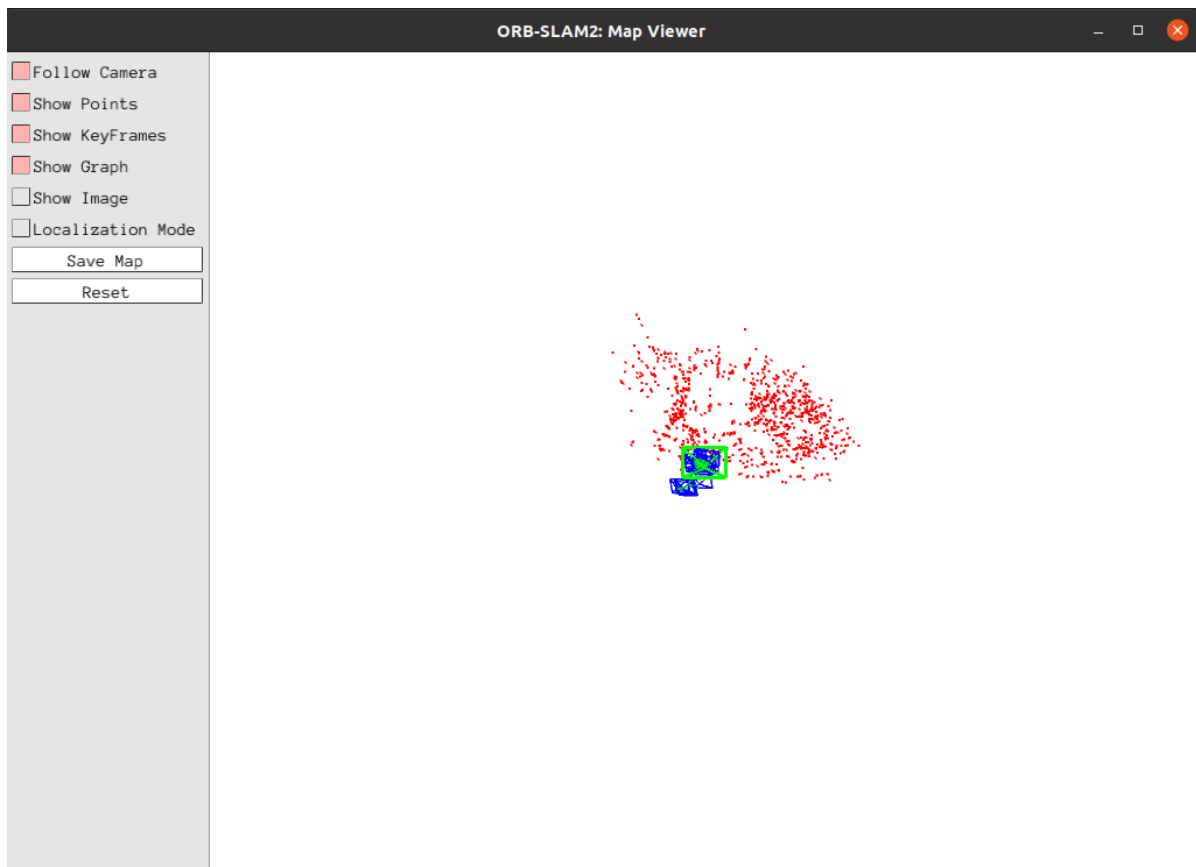 ORB-SLAM2: Map Viewer
Follow Camera
Show Points
Show KeyFrames
Show Graph
Show Image
Localization Mode
Save Map
Reset